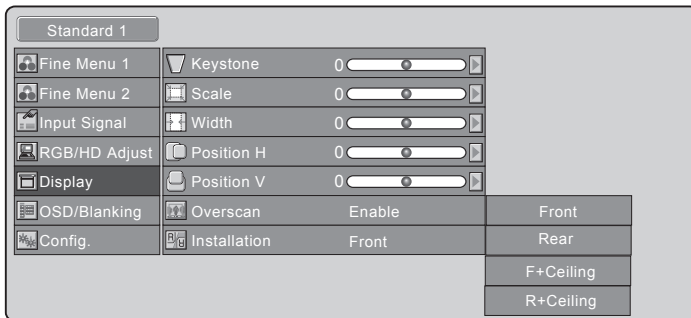 Standard 1
Fine Menu 1
Fine Menu 2
Input Signal
RGB/HD Adjust
Display
OSD/Blanking
Config.
Keystone 0
Scale 0
Width 0
Position H 0
Position V 0
Overscan Enable
Installation Front
Front
Rear
F+Ceiling
R+Ceiling